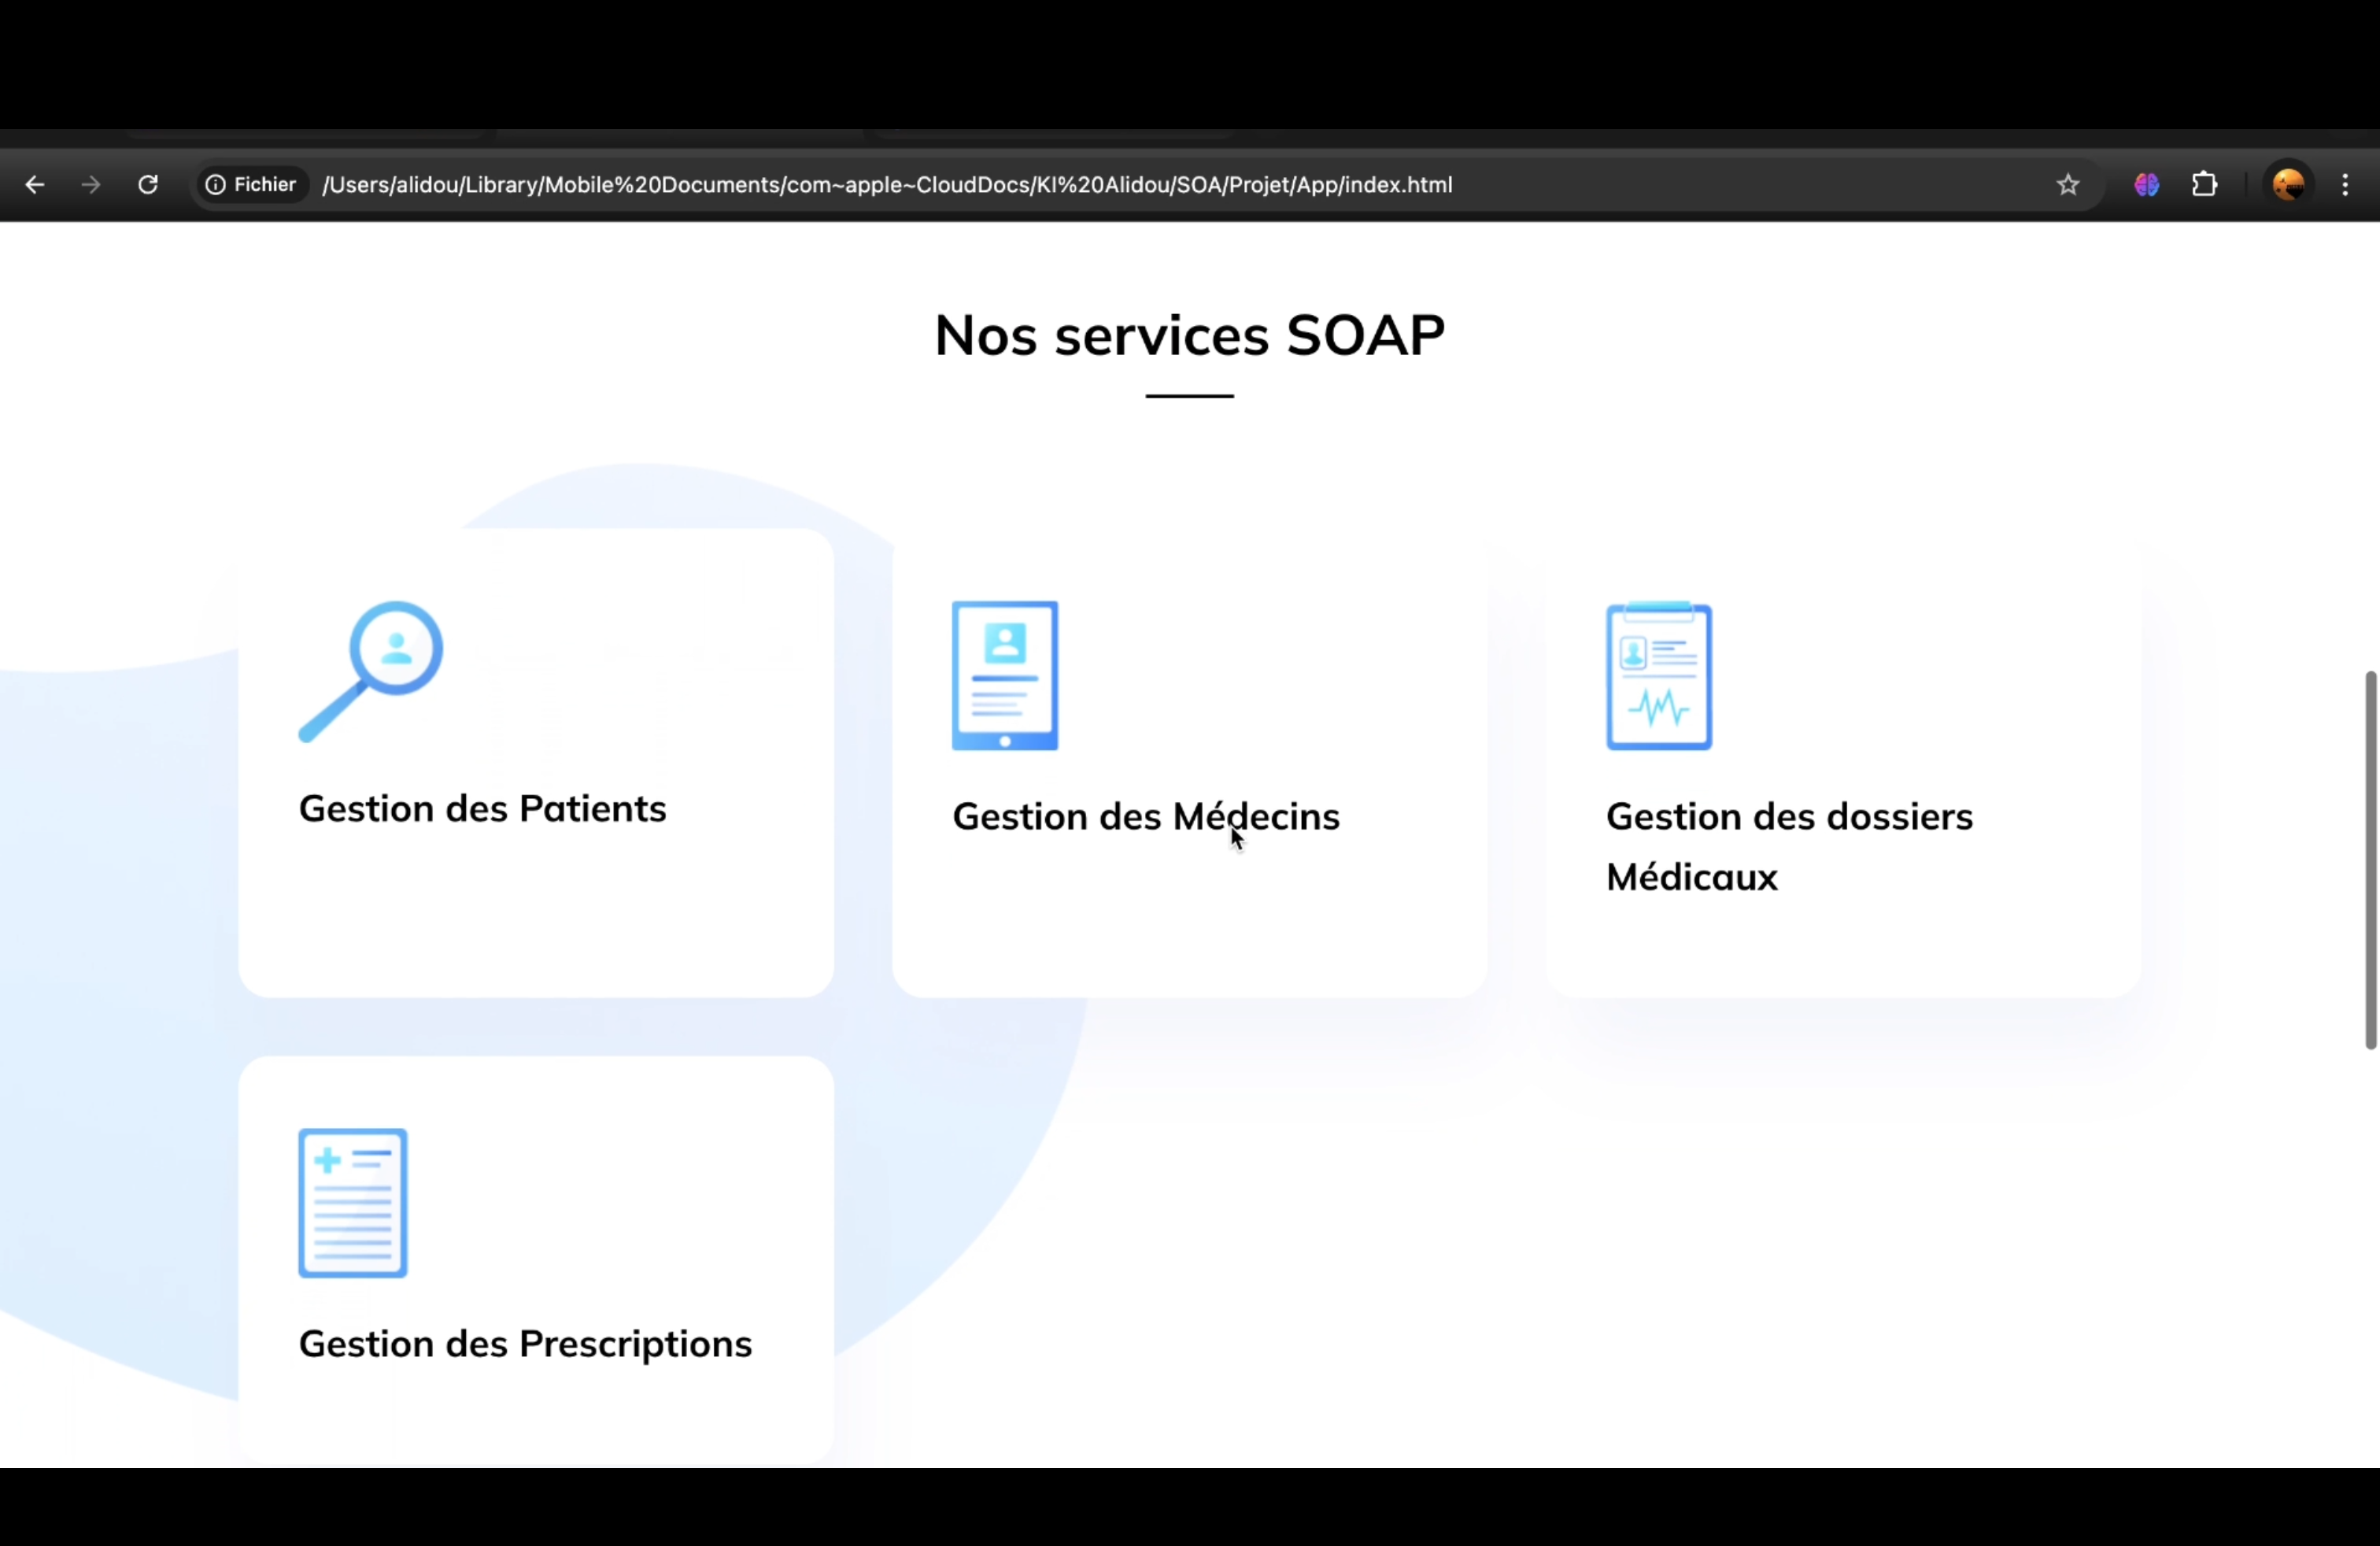 Fichier /Users/alidou/Library/Mobile%20Documents/com~apple~CloudDocs/KI%20Alidou/SOA/Projet/App/index.html
Nos services SOAP
Gestion des Patients
Gestion des Médecins
Gestion des dossiers
Médicaux
Gestion des Prescriptions